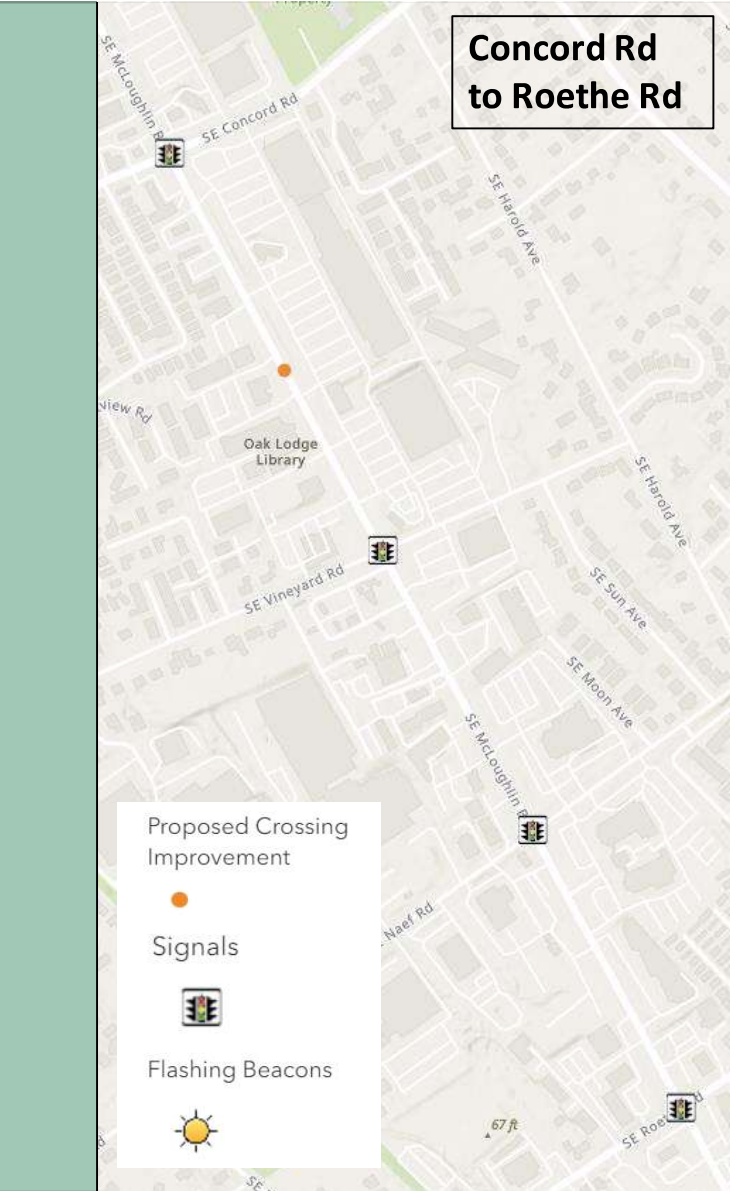 Concord Rd
to Roethe Rd
SE McLoughlin B
SE Concord Rd
SE Harold Ave
view Rd
Oak Lodge
Library
SE Harold Ave
SE Vineyard Rd
SE Sun Ave
SE Moon Ave
SE McLoughlin B
Naef Rd
Proposed Crossing
Improvement
Signals
Flashing Beacons
67 ft
SE Roe
SE